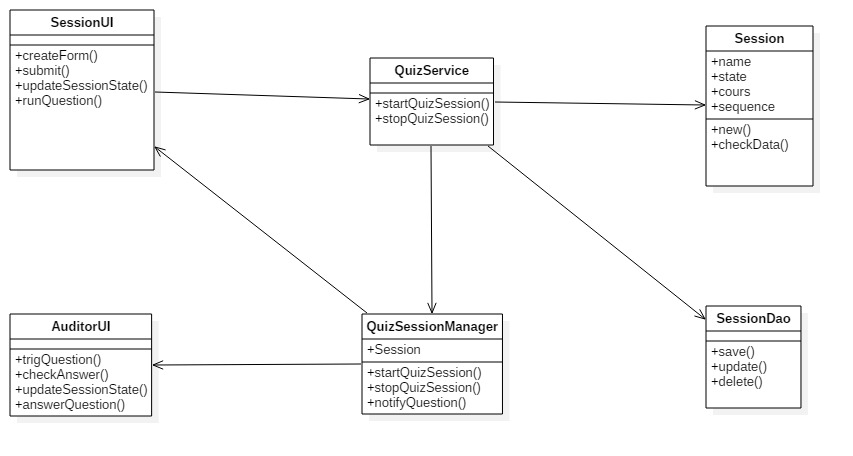 SessionUI
+createForm()
+submit()
+updateSessionState()
+runQuestion()
QuizService
+startQuizSession()
+stopQuizSession()
Session
+name
+state
+cours
+sequence
+new()
+checkData()
AuditorUI
+trigQuestion()
+checkAnswer()
+updateSessionState()
+answerQuestion()
QuizSessionManager
+Session
+startQuizSession()
+stopQuizSession()
+notifyQuestion()
SessionDao
+save()
+update()
+delete()